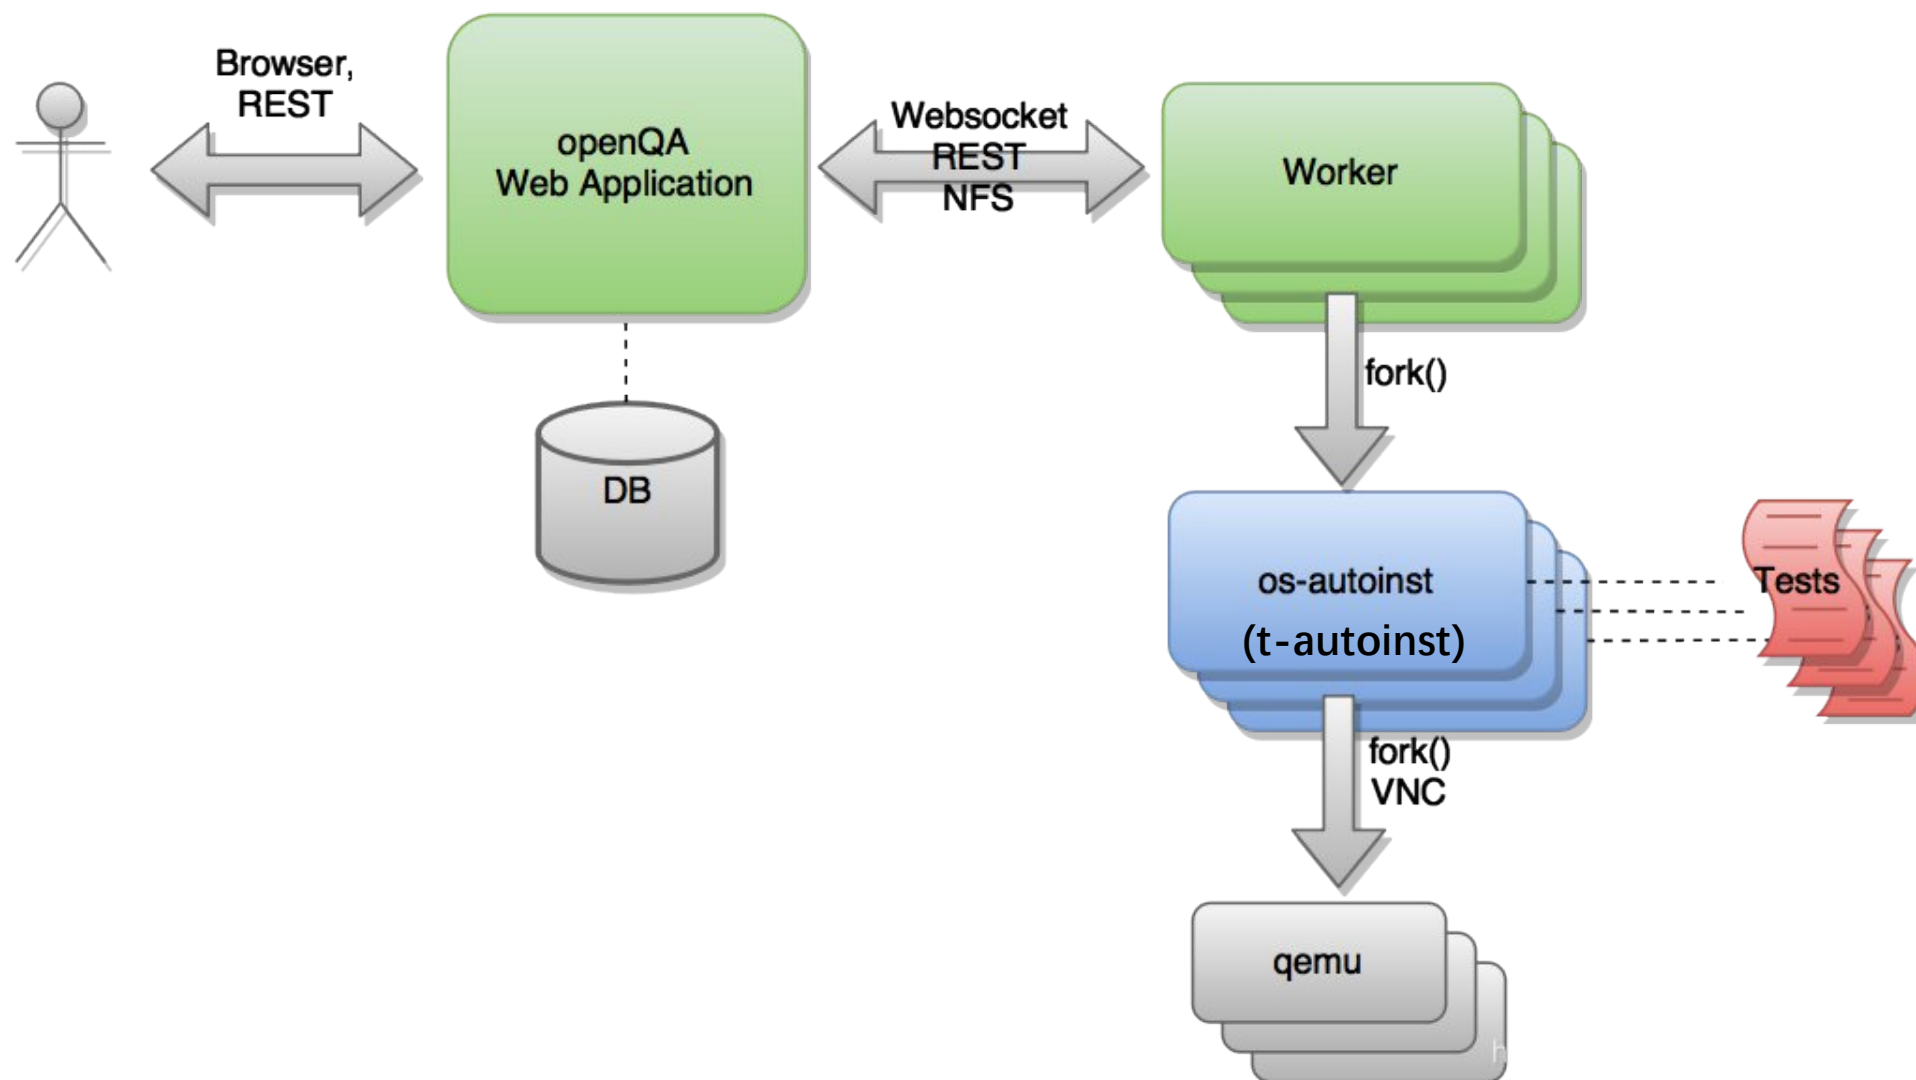 Browser,
REST
openQA
Web Application
Websocket
REST
NFS
Worker
fork()
DB
os-autoinst
(t-autoinst)
Tests
fork()
VNC
qemu